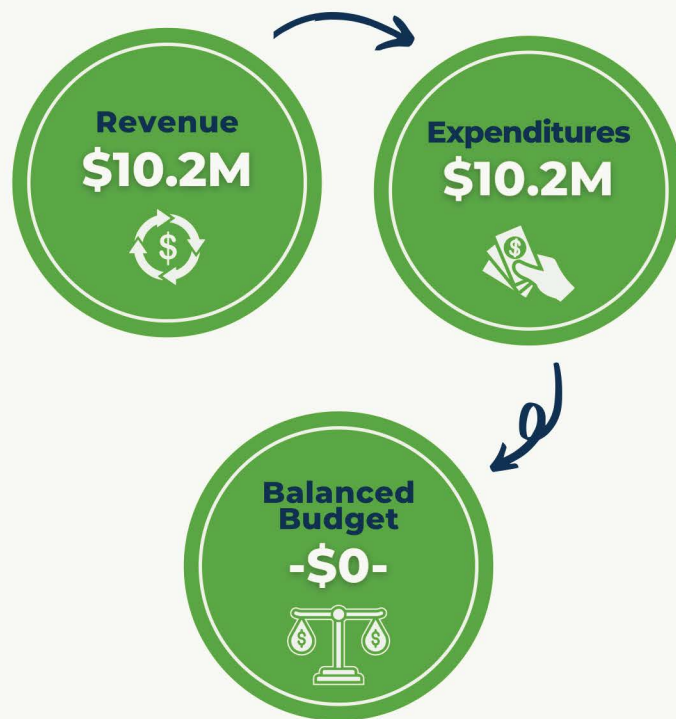 Revenue
$10.2M
$
Expenditures
$10.2M
$
Balanced
Budget
-$0-
$ $